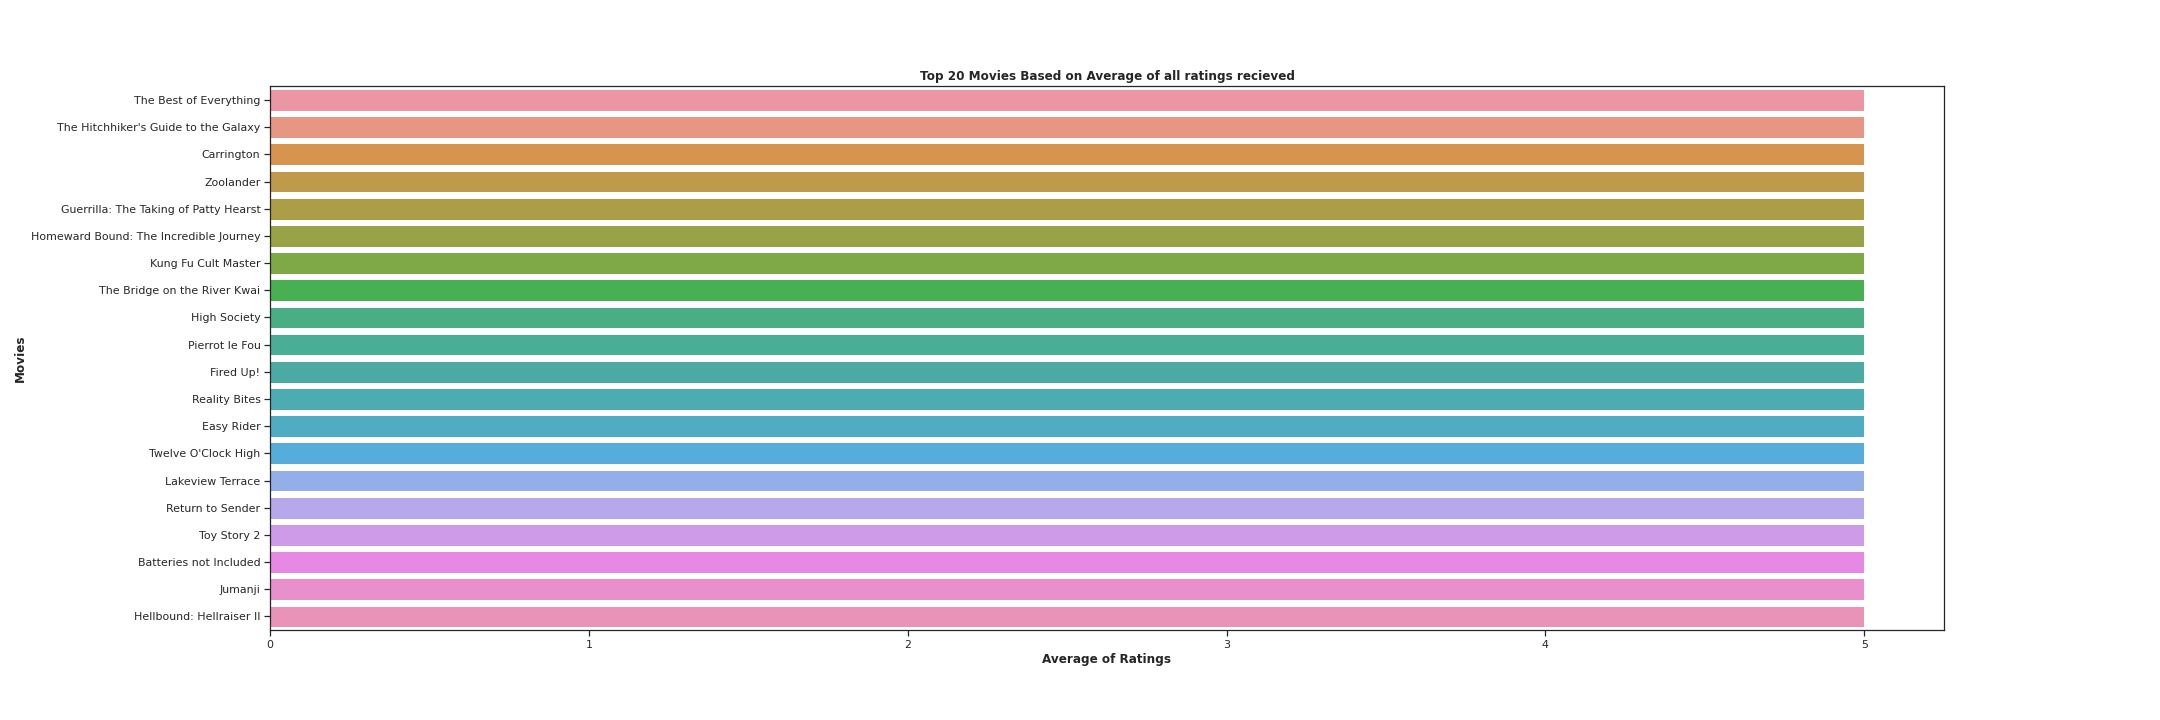 Top 20 Movies Based on Average of all ratings recieved
The Best of Everything
The Hitchhiker's Guide to the Galaxy
Carrington
Zoolander
Guerrilla: The Taking of Patty Hearst
Homeward Bound: The Incredible Journey
Kung Fu Cult Master
The Bridge on the River Kwai
High Society
Pierrot le Fou
Fired Up!
Reality Bites
Easy Rider
Twelve O'Clock High
Lakeview Terrace
Return to Sender
Toy Story 2
Batteries not Included
Jumanji
Hellbound: Hellraiser II
Movies
0 1 2 3 4 5
Average of Ratings